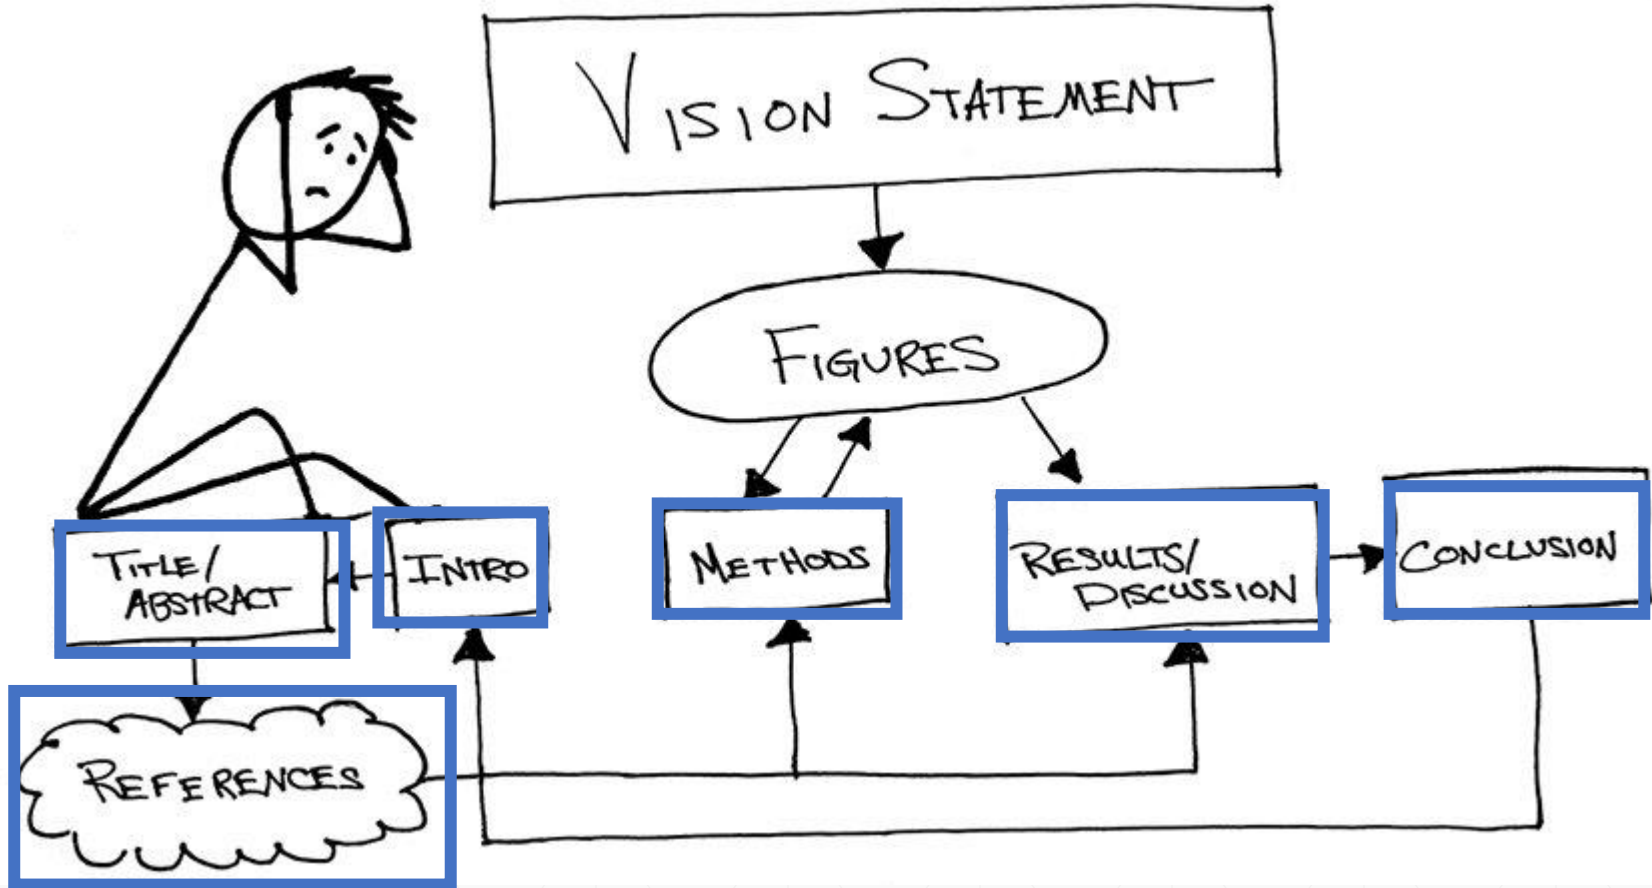 VISION STATEMENT
FIGURES
TITLE/
ABSTRACT
INTRO
METHODS
RESULTS/
DISCUSSION
CONCLUSION
REFERENCES